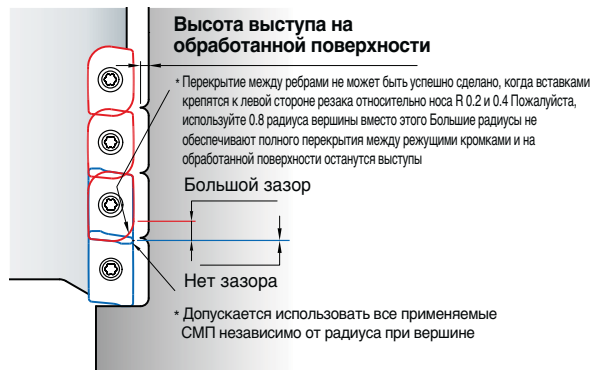 Высота выступа на
обработанной поверхности
* Перекрытие между ребрами не может быть успешно сделано, когда вставками
крепятся к левой стороне резака относительно носа R 0.2 и 0.4 Пожалуйста,
используйте 0.8 радиуса вершины вместо этого Большие радиусы не
обеспечивают полного перекрытия между режущими кромками и на
обработанной поверхности останутся выступы
Большой зазор
Нет зазора
* Допускается использовать все применяемые
СМП независимо от радиуса при вершине